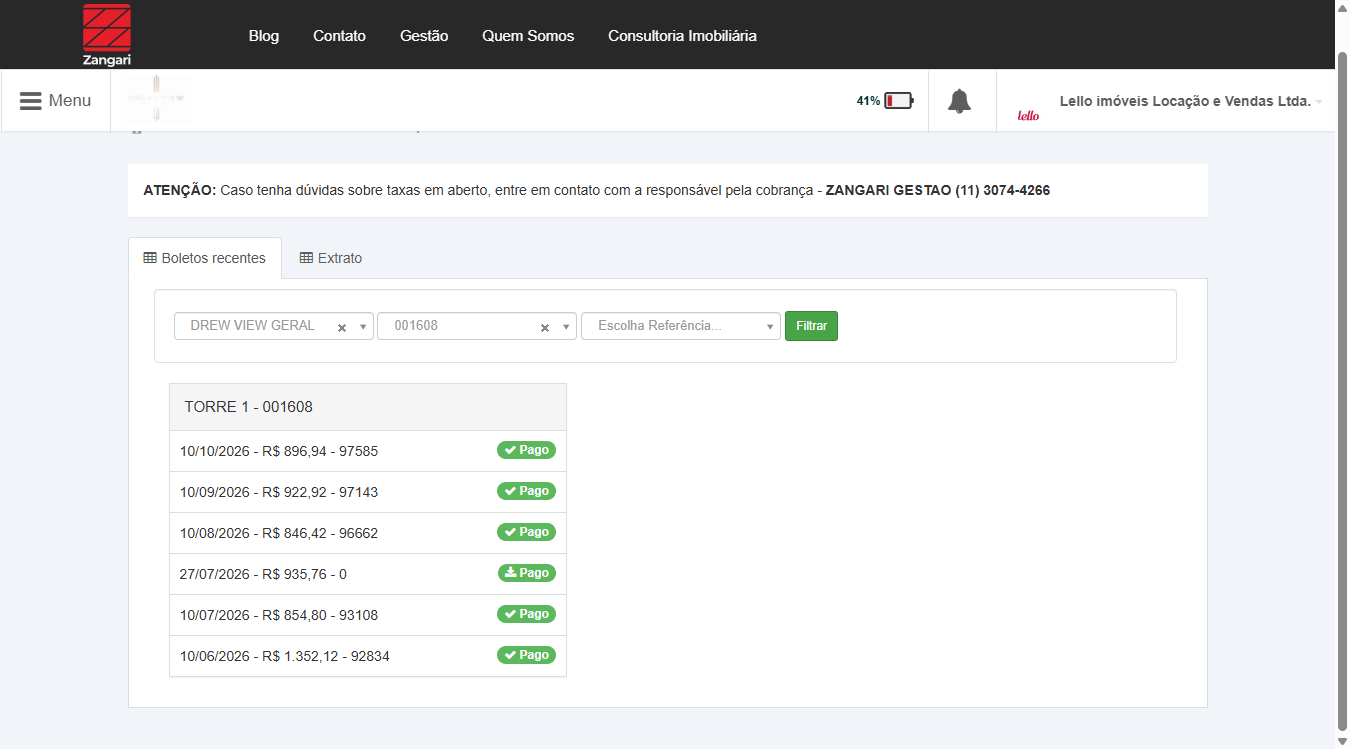 Zangari
Blog Contato Gestão Quem Somos Consultoria Imobiliária
Menu
41%
lello
Lello imóveis Locação e Vendas Ltda.
ATENÇÃO: Caso tenha dúvidas sobre taxas em aberto, entre em contato com a responsável pela cobrança - ZANGARI GESTAO (11) 3074-4266
Boletos recentes Extrato
DREW VIEW GERAL 001608 Escolha Referência... Filtrar
TORRE 1 - 001608
10/10/2026 - R$ 896,94 - 97585 Pago
10/09/2026 - R$ 922,92 - 97143 Pago
10/08/2026 - R$ 846,42 - 96662 Pago
27/07/2026 - R$ 935,76 - 0 Pago
10/07/2026 - R$ 854,80 - 93108 Pago
10/06/2026 - R$ 1.352,12 - 92834 Pago